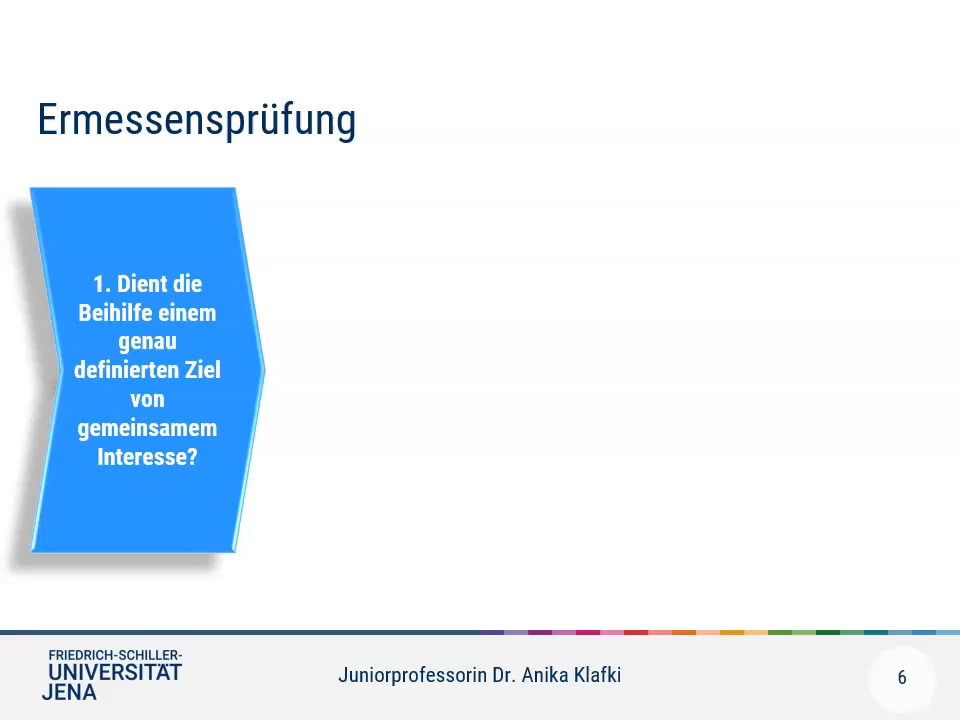 Ermessensprüfung
1. Dient die
Beihilfe einem
genau
definierten Ziel
von
gemeinsamem
Interesse?
FRIEDRICH-SCHILLER-
UNIVERSITÄT
JENA
Juniorprofessorin Dr. Anika Klafki
6